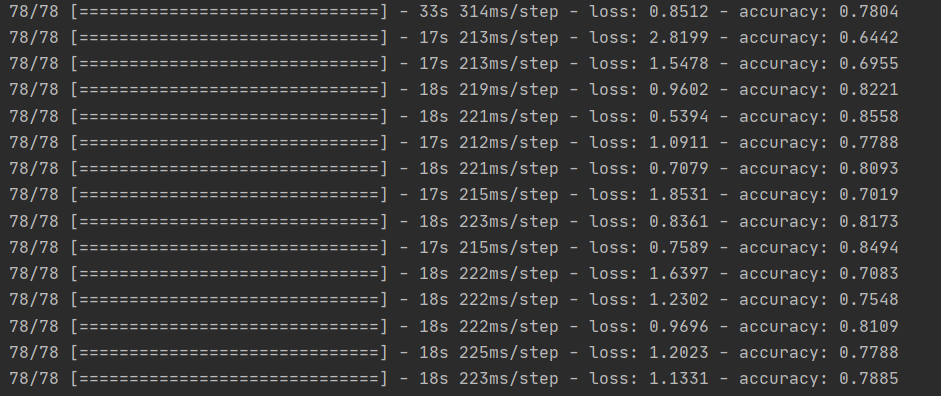 78/78 [==============================] - 33s 314ms/step - loss: 0.8512 - accuracy: 0.7804
78/78 [==============================] - 17s 213ms/step - loss: 2.8199 - accuracy: 0.6442
78/78 [==============================] - 17s 213ms/step - loss: 1.5478 - accuracy: 0.6955
78/78 [==============================] - 18s 219ms/step - loss: 0.9602 - accuracy: 0.8221
78/78 [==============================] - 18s 221ms/step - loss: 0.5394 - accuracy: 0.8558
78/78 [==============================] - 17s 212ms/step - loss: 1.0911 - accuracy: 0.7788
78/78 [==============================] - 18s 221ms/step - loss: 0.7079 - accuracy: 0.8093
78/78 [==============================] - 17s 215ms/step - loss: 1.8531 - accuracy: 0.7019
78/78 [==============================] - 18s 223ms/step - loss: 0.8361 - accuracy: 0.8173
78/78 [==============================] - 17s 215ms/step - loss: 0.7589 - accuracy: 0.8494
78/78 [==============================] - 18s 222ms/step - loss: 1.6397 - accuracy: 0.7083
78/78 [==============================] - 18s 222ms/step - loss: 1.2302 - accuracy: 0.7548
78/78 [==============================] - 18s 222ms/step - loss: 0.9696 - accuracy: 0.8109
78/78 [==============================] - 18s 225ms/step - loss: 1.2023 - accuracy: 0.7788
78/78 [==============================] - 18s 223ms/step - loss: 1.1331 - accuracy: 0.7885